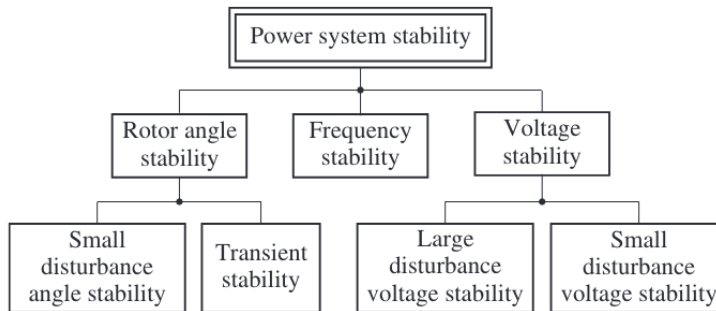 Power system stability
Rotor angle
stability
Frequency
stability
Voltage
stability
Small
disturbance
angle stability
Transient
stability
Large
disturbance
voltage stability
Small
disturbance
voltage stability